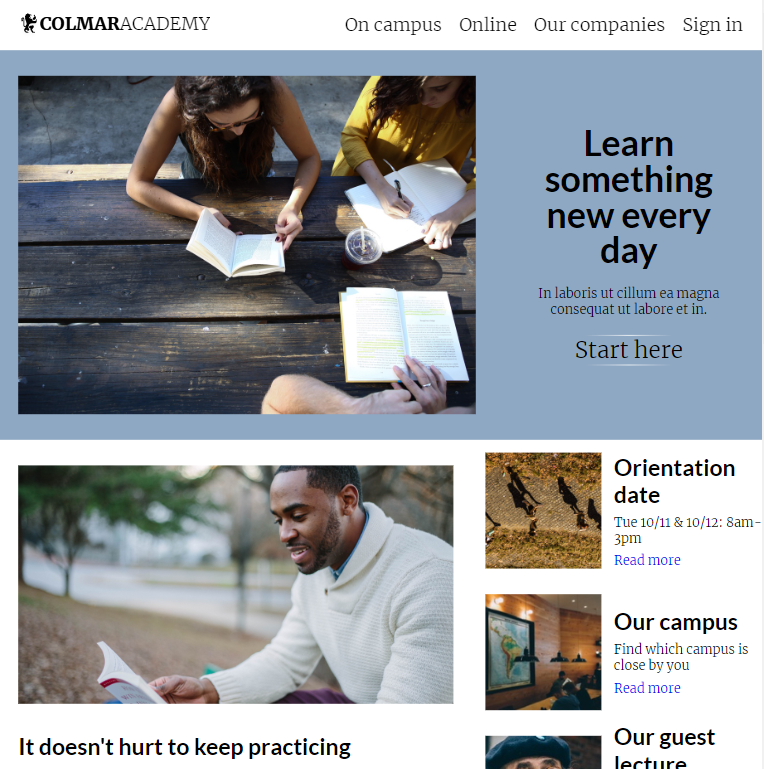 COLMARACADEMY
On campus Online Our companies Sign in
Learn
something
new every
day
In laboris ut cillum ea magna
consequat ut labore et in.
Start here
Orientation
date
Tue 10/11 & 10/12: 8am-
3pm
Read more
Our campus
Find which campus is
close by you
Read more
It doesn't hurt to keep practicing
Our guest
lecture